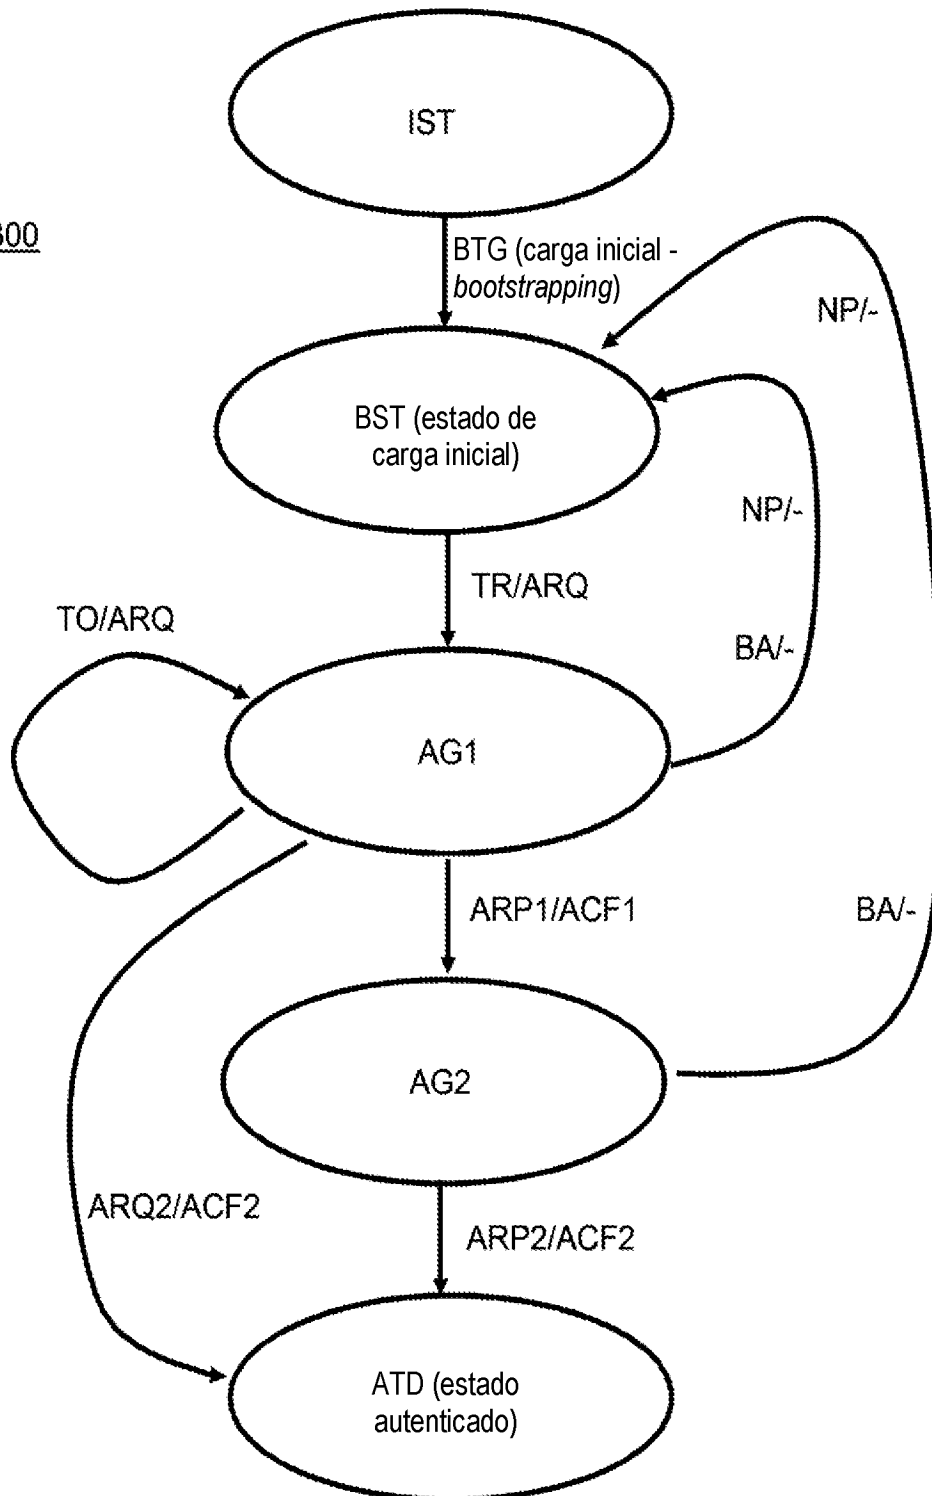 IST
BTG (carga inicial -
bootstrapping)
NP/-
BST (estado de
carga inicial)
NP/-
TR/ARQ
TO/ARQ
BA/-
AG1
ARP1/ACF1
BA/-
AG2
ARQ2/ACF2
ARP2/ACF2
ATD (estado
autenticado)